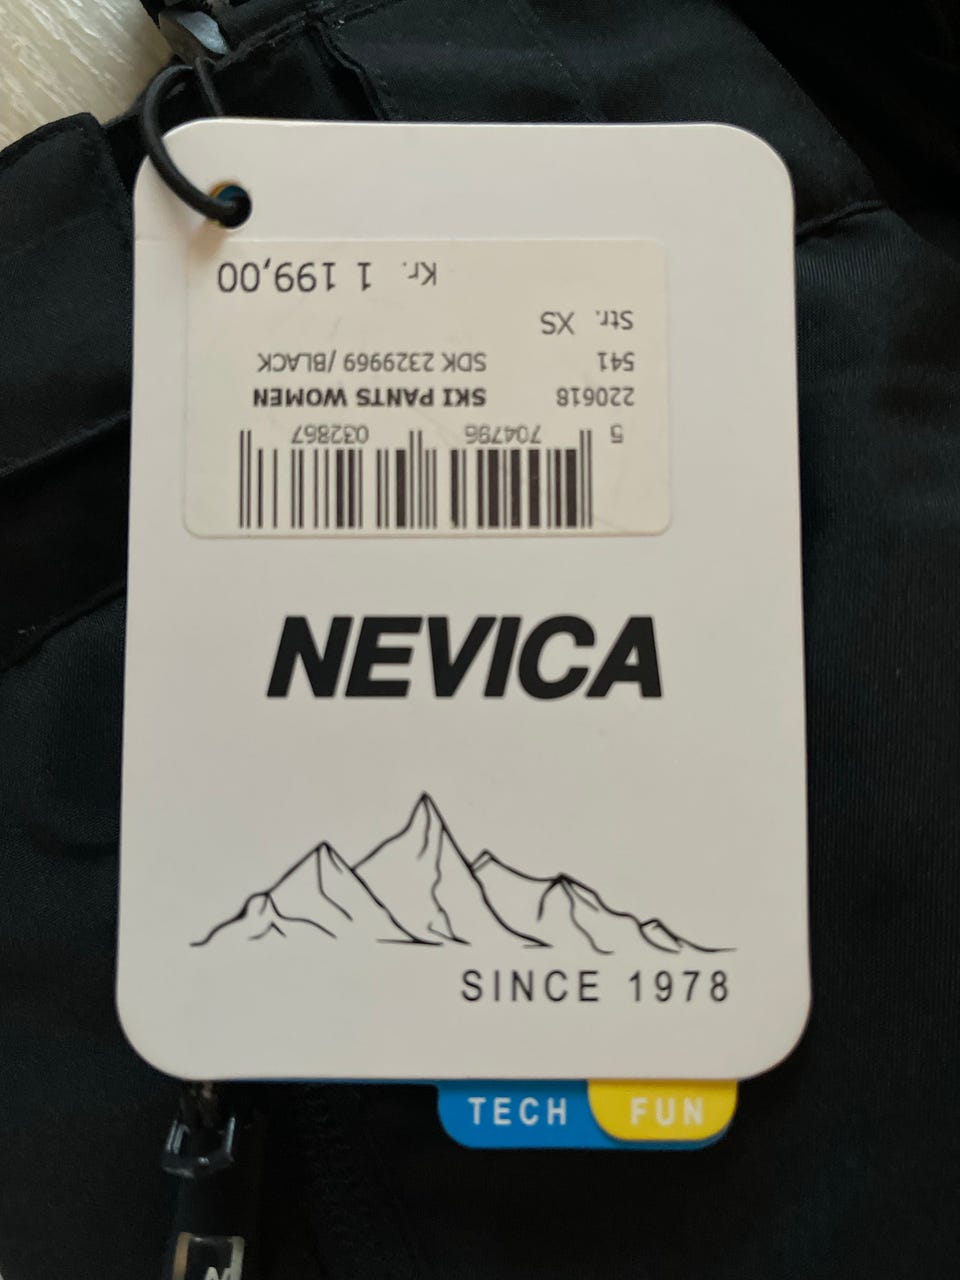 Kr. 1 199,00
Str. XS
541 SDK 2329969 / BLACK
220618 SKI PANTS WOMEN
5 704796 032867
NEVICA
SINCE 1978
TECH FUN